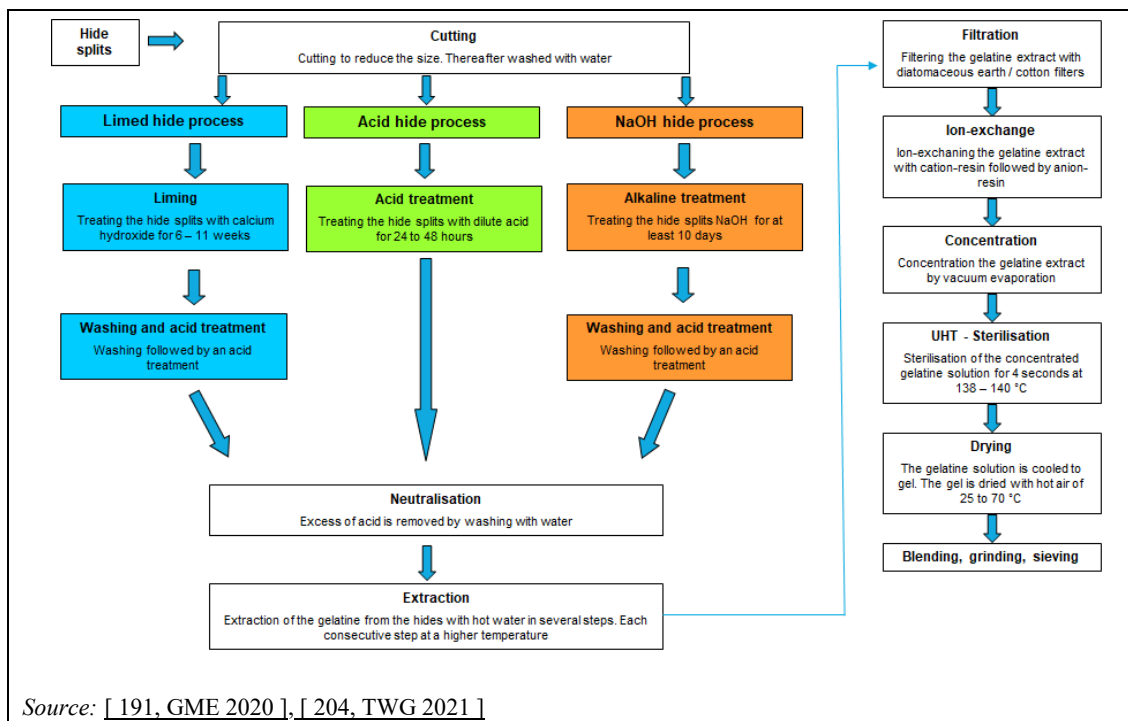 Hide
splits
Cutting
Cutting to reduce the size. Thereafter washed with water
Limed hide process
Acid hide process
NaOH hide process
Liming
Treating the hide splits with calcium
hydroxide for 6 – 11 weeks
Acid treatment
Treating the hide splits with dilute acid
for 24 to 48 hours
Alkaline treatment
Treating the hide splits NaOH for at
least 10 days
Washing and acid treatment
Washing followed by an acid
treatment
Washing and acid treatment
Washing followed by an acid
treatment
Neutralisation
Excess of acid is removed by washing with water
Extraction
Extraction of the gelatine from the hides with hot water in several steps. Each
consecutive step at a higher temperature
Filtration
Filtering the gelatine extract with
diatomaceous earth / cotton filters
Ion-exchange
Ion-exchaning the gelatine extract
with cation-resin followed by anion-
resin
Concentration
Concentration the gelatine extract
by vacuum evaporation
UHT - Sterilisation
Sterilisation of the concentrated
gelatine solution for 4 seconds at
138 – 140 °C
Drying
The gelatine solution is cooled to
gel. The gel is dried with hot air of
25 to 70 °C
Blending, grinding, sieving
Source: [ 191, GME 2020 ], [ 204, TWG 2021 ]